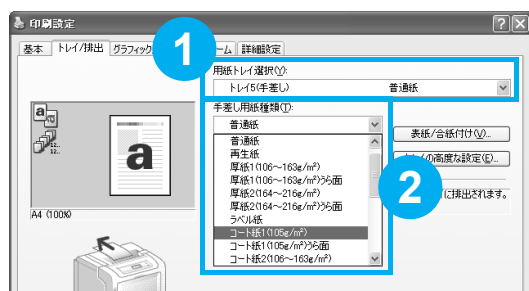 印刷設定
基本 トレイ/排出 グラフィック ーム 詳細設定
1
用紙トレイ選択(Y):
トレイ5(手差し) 普通紙
手差し用紙種類(T):
普通紙
普通紙
再生紙
厚紙1(106〜163g/m²)
厚紙1(106〜163g/m²)うら面
厚紙2(164〜216g/m²)
厚紙2(164〜216g/m²)うら面
ラベル紙
コート紙1(105g/m²)
コート紙1(105g/m²)うら面
コート紙2(106〜163g/m²)
表紙/合紙付け(V)...
の高度な設定(E)...
に排出されます。
2
a
12..
12..
a
A4 (100%)